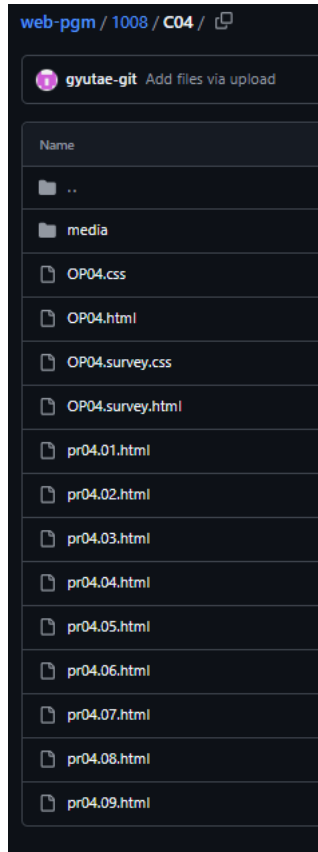 web-pgm / 1008 / C04 /
gyutae-git Add files via upload
Name
..
media
OP04.css
OP04.html
OP04.survey.css
OP04.survey.html
pr04.01.html
pr04.02.html
pr04.03.html
pr04.04.html
pr04.05.html
pr04.06.html
pr04.07.html
pr04.08.html
pr04.09.html